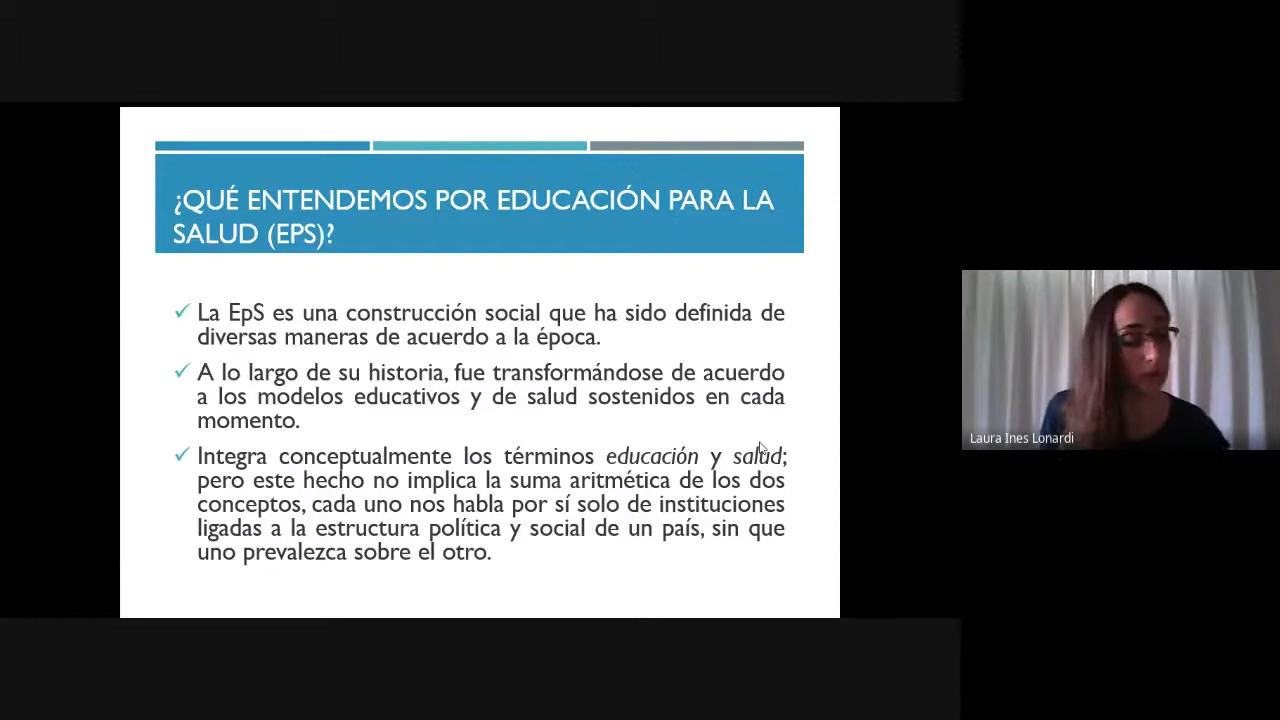 ¿QUÉ ENTENDEMOS POR EDUCACIÓN PARA LA
SALUD (EPS)?
La EpS es una construcción social que ha sido definida de
diversas maneras de acuerdo a la época.
A lo largo de su historia, fue transformándose de acuerdo
a los modelos educativos y de salud sostenidos en cada
momento.
Integra conceptualmente los términos educación y salud;
pero este hecho no implica la suma aritmética de los dos
conceptos, cada uno nos habla por sí solo de instituciones
ligadas a la estructura política y social de un país, sin que
uno prevalezca sobre el otro.
Laura Ines Lonardi